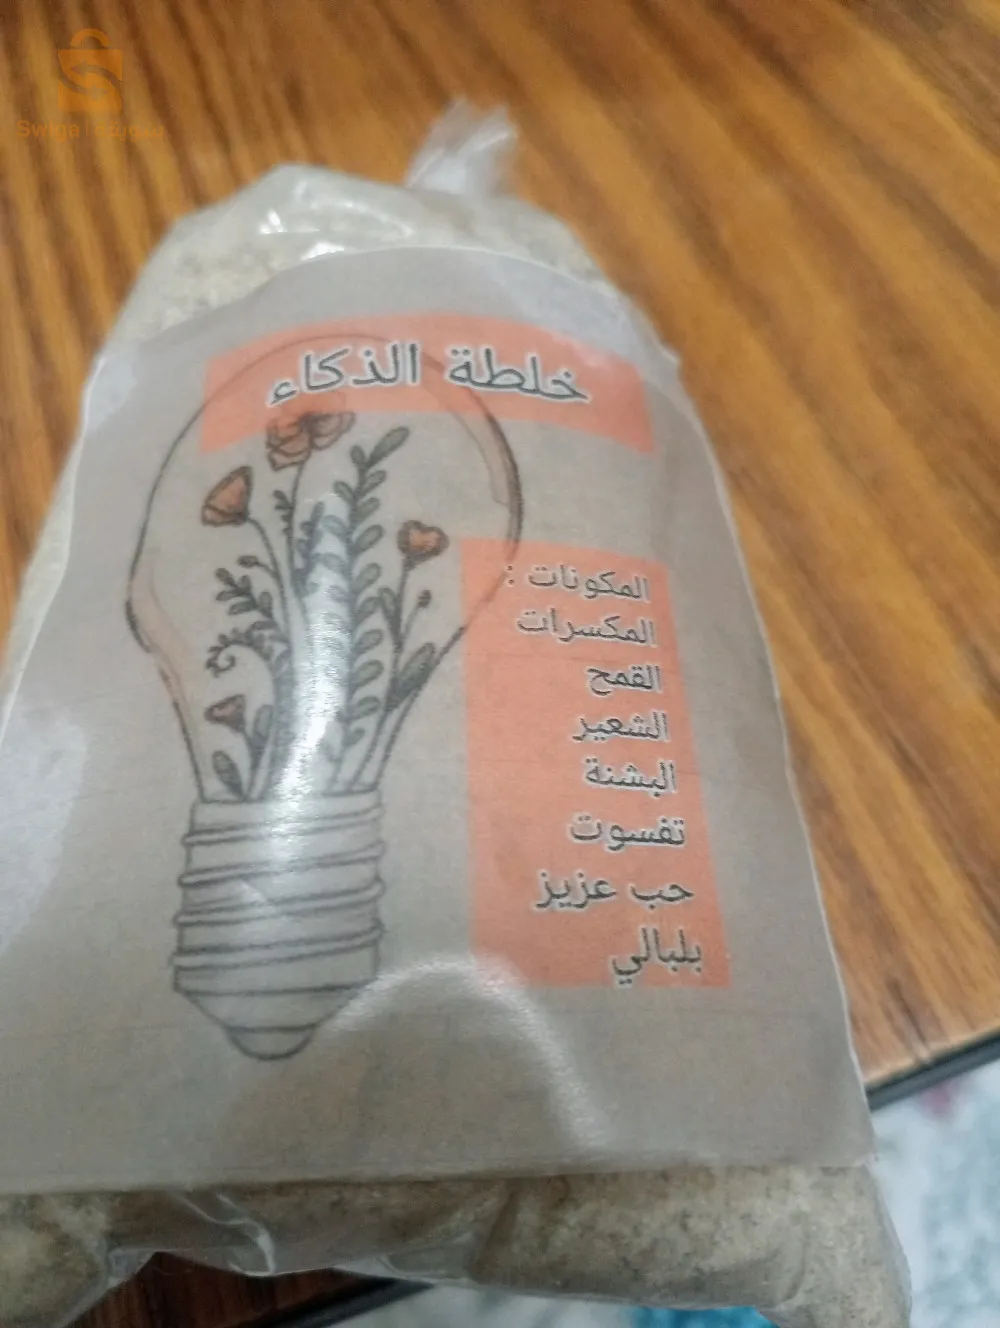 خلطة الذكاء
المكونات :
المكسرات
القمح
الشعير
البشنة
تفسوت
حب عزيز
بلبالي